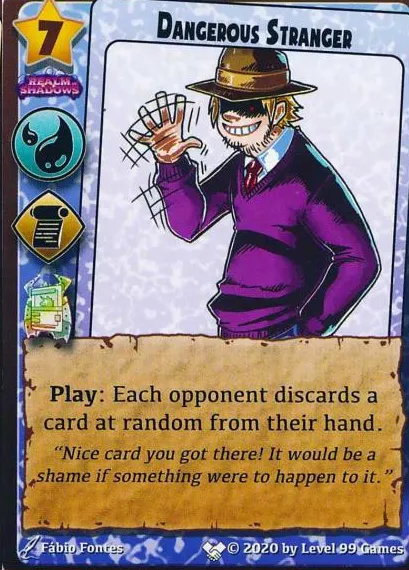 7
DANGEROUS STRANGER
REALM OF
SHADOWS
Play: Each opponent discards a
card at random from their hand.
“Nice card you got there! It would be a
shame if something were to happen to it.”
Fábio Fontes
© 2020 by Level 99 Games